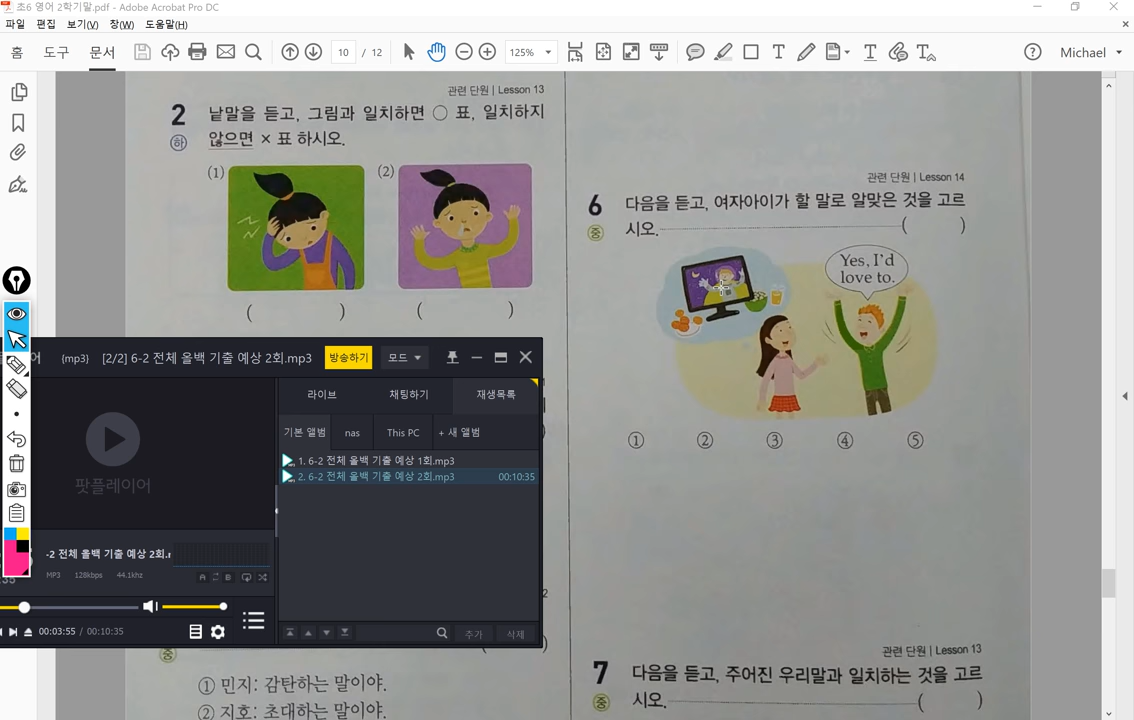 초6 영어 2학기말.pdf - Adobe Acrobat Pro DC
파일 편집 보기(V) 창(W) 도움말(H)
홈 도구 문서 10 / 12 125% Michael
관련 단원 | Lesson 13
2 낱말을 듣고, 그림과 일치하면 ○ 표, 일치하지
하 않으면 × 표 하시오.
(1) (2)
( ) ( )
관련 단원 | Lesson 14
6 다음을 듣고, 여자아이가 할 말로 알맞은 것을 고르
중 시오. ( )
Yes, I'd
love to.
① ② ③ ④ ⑤
{mp3} [2/2] 6-2 전체 올백 기출 예상 2회.mp3 방송하기 모드
라이브 채팅하기 재생목록
기본 앨범 nas This PC + 새 앨범
1. 6-2 전체 올백 기출 예상 1회.mp3
2. 6-2 전체 올백 기출 예상 2회.mp3 00:10:35
팟플레이어
-2 전체 올백 기출 예상 2회.
MP3 128kbps 44.1khz A B
00:03:55 / 00:10:35
추가 삭제
중
① 민지: 감탄하는 말이야.
② 지호: 초대하는 말이야.
관련 단원 | Lesson 13
7 다음을 듣고, 주어진 우리말과 일치하는 것을 고르
중 시오. ( )